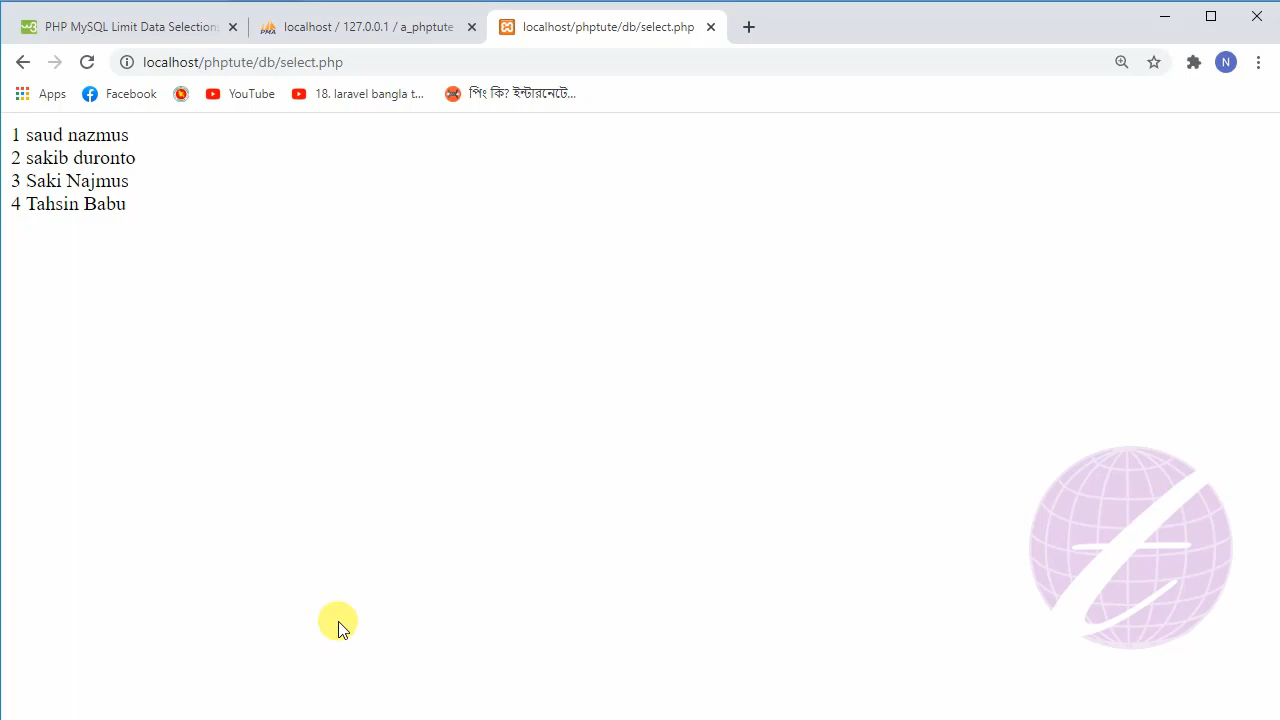 PHP MySQL Limit Data Selections
localhost / 127.0.0.1 / a_phptute
localhost/phptute/db/select.php
localhost/phptute/db/select.php
N
Apps
Facebook
YouTube
18. laravel bangla t...
পিং কি? ইন্টারনেটে...
1 saud nazmus
2 sakib duronto
3 Saki Najmus
4 Tahsin Babu